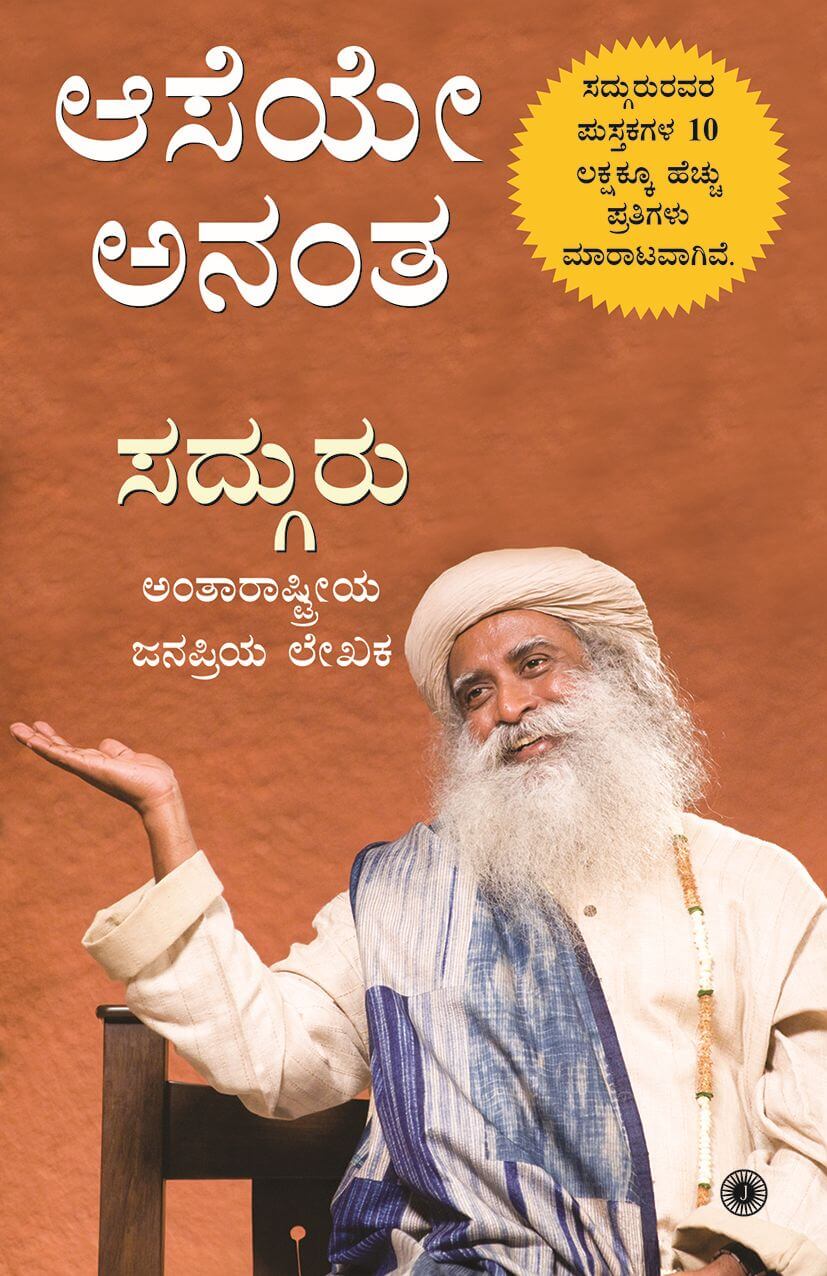 ಆಸೆಯೇ
ಅನಂತ
ಸದ್ಗುರುರವರ
ಪುಸ್ತಕಗಳ 10
ಲಕ್ಷಕ್ಕೂ ಹೆಚ್ಚು
ಪ್ರತಿಗಳು
ಮಾರಾಟವಾಗಿವೆ.
ಸದ್ಗುರು
ಅಂತಾರಾಷ್ಟ್ರೀಯ
ಜನಪ್ರಿಯ ಲೇಖಕ
J